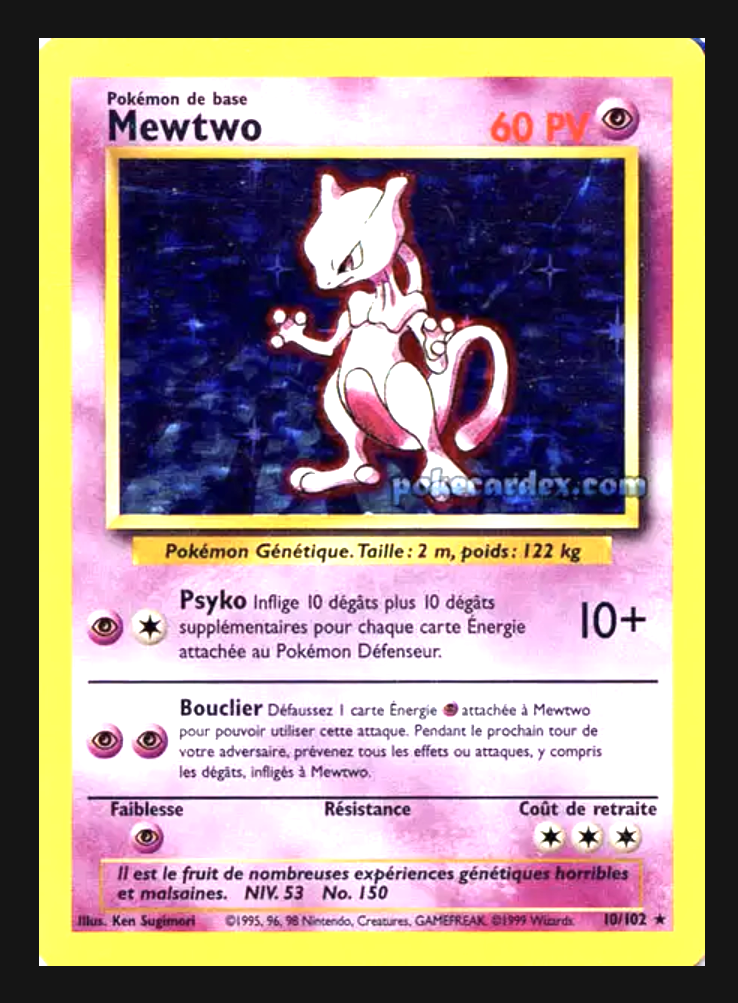 Pokémon de base
Mewtwo 60 PV
pokecardex.com
Pokémon Génétique. Taille : 2 m, poids : 122 kg
Psyko Inflige 10 dégâts plus 10 dégâts
supplémentaires pour chaque carte Énergie
attachée au Pokémon Défenseur.
10+
Bouclier Défaussez 1 carte Énergie attachée à Mewtwo
pour pouvoir utiliser cette attaque. Pendant le prochain tour de
votre adversaire, prévenez tous les effets ou attaques, y compris
les dégâts, infligés à Mewtwo.
Faiblesse Résistance Coût de retraite
Il est le fruit de nombreuses expériences génétiques horribles
et malsaines. NIV. 53 No. 150
Illus. Ken Sugimori ©1995, 96, 98 Nintendo, Creatures, GAMEFREAK. ©1999 Wizards. 10/102